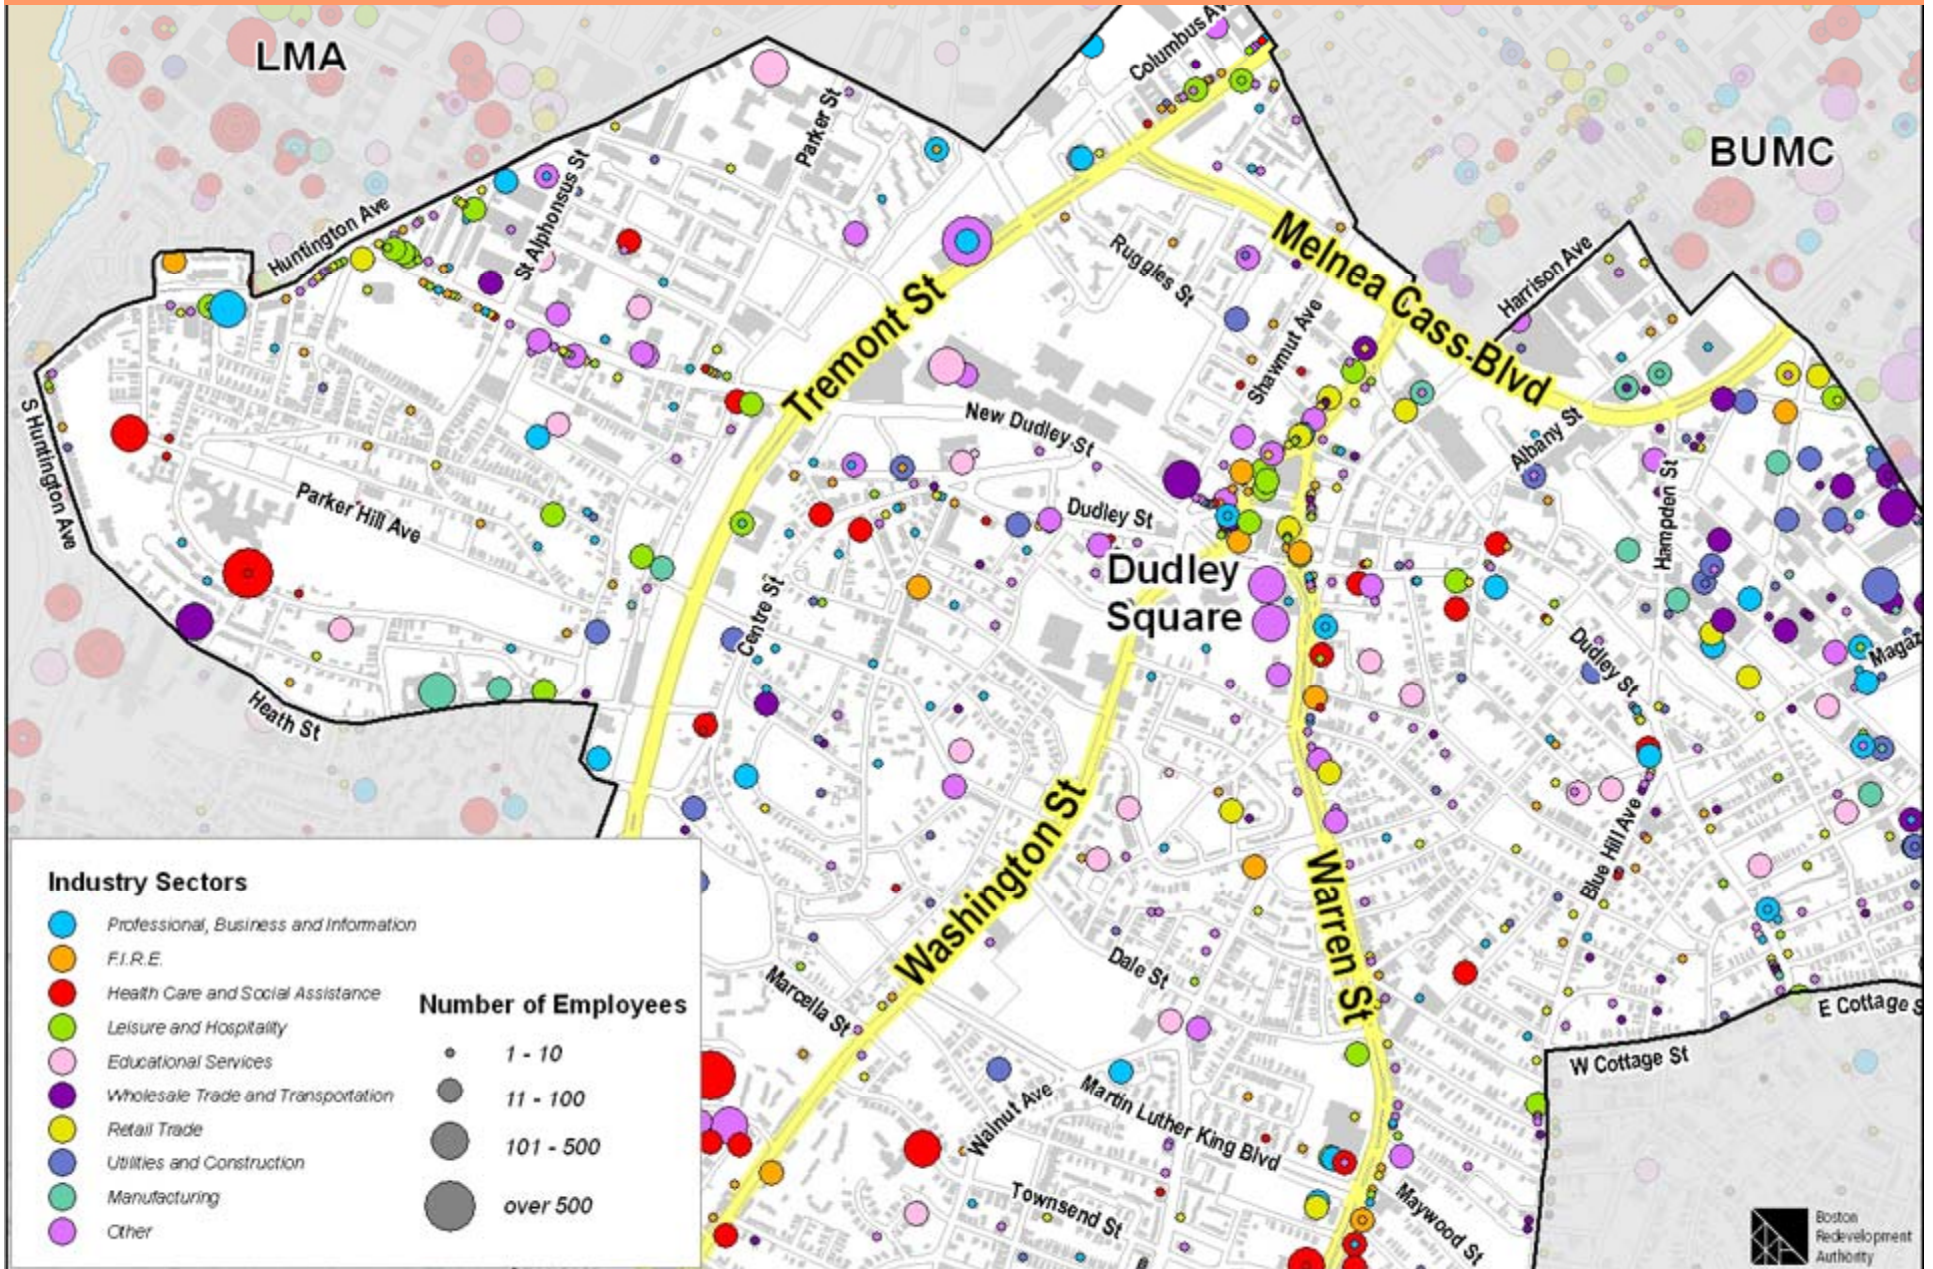 LMA
BUMC
Columbus Av
Parker St
Huntington Ave
St Alphonsus St
Melnea Cass Blvd
Ruggles St
Harrison Ave
Shawmut Ave
Tremont St
S Huntington Ave
New Dudley St
Albany St
Hampden St
Parker Hill Ave
Dudley St
Dudley
Square
Centre St
Dudley St
Magaz
Heath St
Washington St
Warren St
Blue Hill Ave
Dale St
Marcella St
E Cottage S
W Cottage St
Walnut Ave
Martin Luther King Blvd
Townsend St
Maywood St
Industry Sectors
Professional, Business and Information
F.I.R.E.
Health Care and Social Assistance
Leisure and Hospitality
Educational Services
Wholesale Trade and Transportation
Retail Trade
Utilities and Construction
Manufacturing
Other
Number of Employees
1 - 10
11 - 100
101 - 500
over 500
Boston
Redevelopment
Authority